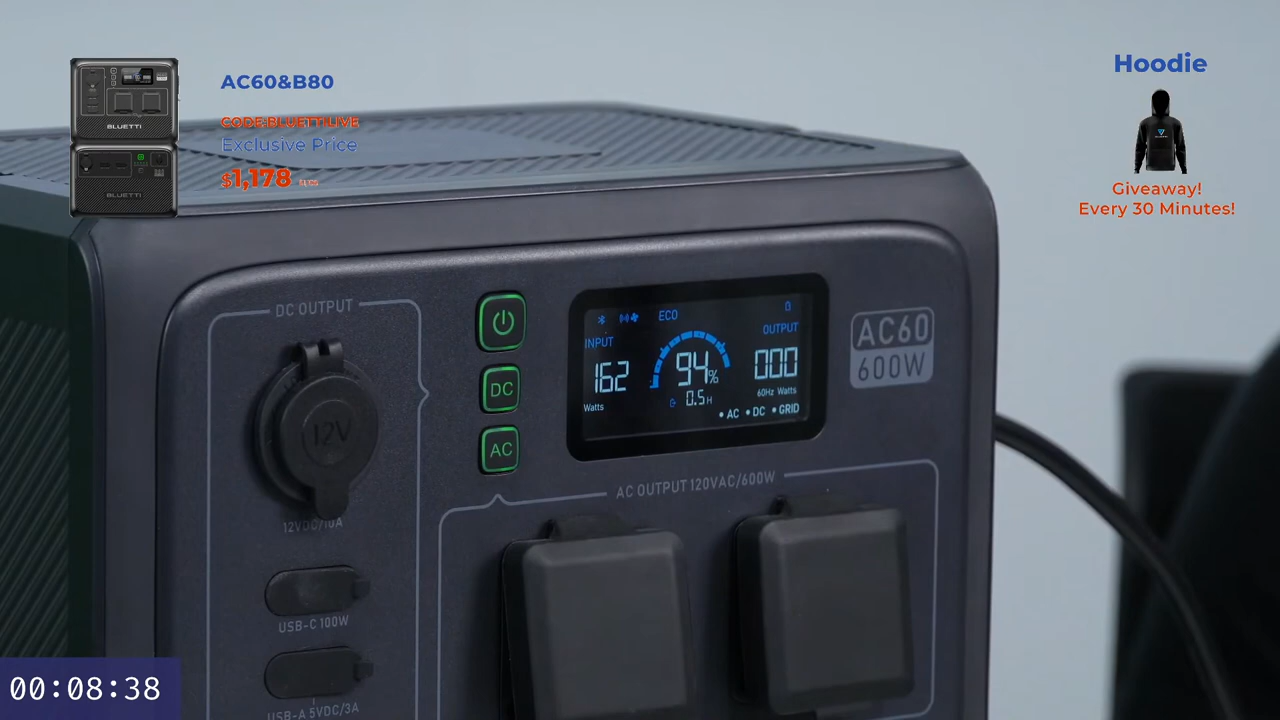 AC60&B80
CODE:BLUETTILIVE
Exclusive Price
$1,178
BLUETTI
BLUETTI
Hoodie
Giveaway!
Every 30 Minutes!
DC OUTPUT
12V
12VDC/10A
USB-C 100W
USB-A 5VDC/3A
DC
AC
ECO
INPUT
OUTPUT
162
94%
000
Watts
0.5H
60Hz Watts
• AC • DC • GRID
AC60
600W
AC OUTPUT 120VAC/600W
00:08:38